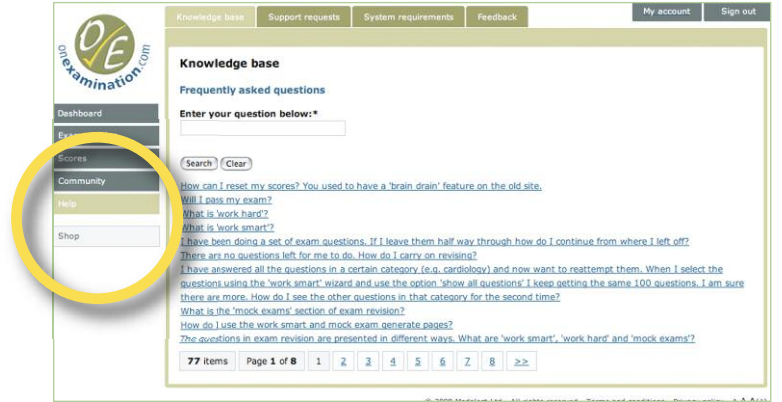 Knowledge base Support requests System requirements Feedback My account Sign out
onexamination.com
OE
Dashboard
Scores
Community
Help
Shop
Knowledge base
Frequently asked questions
Enter your question below:*
Search Clear
How can I reset my scores? You used to have a 'brain drain' feature on the old site.
Will I pass my exam?
What is 'work hard'?
What is 'work smart'?
I have been doing a set of exam questions. If I leave them half way through how do I continue from where I left off?
There are no questions left for me to do. How do I carry on revising?
I have answered all the questions in a certain category (e.g. cardiology) and now want to reattempt them. When I select the
questions using the 'work smart' wizard and use the option 'show all questions' I keep getting the same 100 questions. I am sure
there are more. How do I see the other questions in that category for the second time?
What is the 'mock exams' section of exam revision?
How do I use the work smart and mock exam generate pages?
The questions in exam revision are presented in different ways. What are 'work smart', 'work hard' and 'mock exams'?
77 items Page 1 of 8 1 2 3 4 5 6 7 8 >>